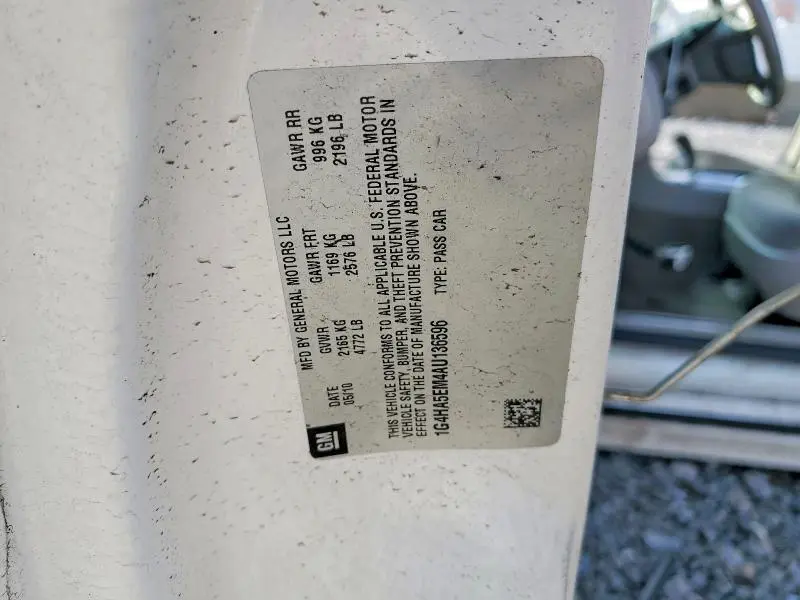 GM
MFD BY GENERAL MOTORS LLC
DATE GVWR GAWR FRT GAWR RR
05/10 2165 KG 1169 KG 996 KG
4772 LB 2576 LB 2196 LB
THIS VEHICLE CONFORMS TO ALL APPLICABLE U.S. FEDERAL MOTOR
VEHICLE SAFETY, BUMPER, AND THEFT PREVENTION STANDARDS IN
EFFECT ON THE DATE OF MANUFACTURE SHOWN ABOVE.
1G4HA5EM4AU136596 TYPE: PASS CAR